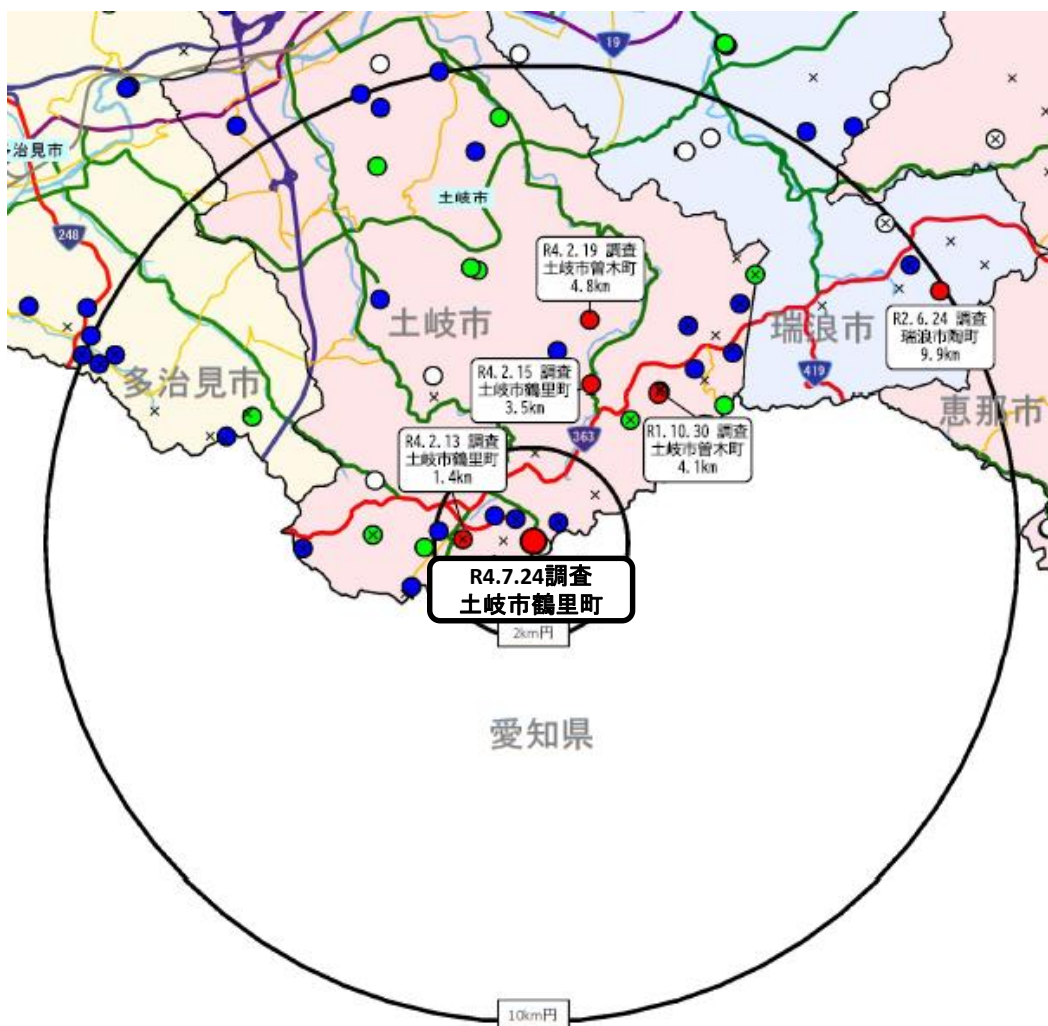 19
多治見市
土岐市
248
R4.2.19 調査
土岐市曽木町
4.8km
土岐市
瑞浪市
R2.6.24 調査
瑞浪市陶町
9.9km
多治見市
R4.2.15 調査
土岐市鶴里町
3.5km
419
恵那市
R4.2.13 調査
土岐市鶴里町
1.4km
363
R1.10.30 調査
土岐市曽木町
4.1km
R4.7.24調査
土岐市鶴里町
2km円
愛知県
10km円